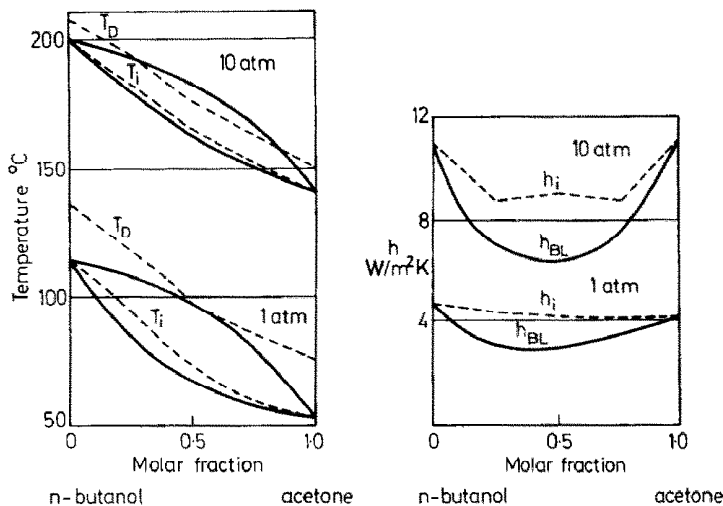 T_D
200
10 atm
T_i
150
Temperature °C
T_D
100
T_i
1 atm
50
0
0·5
1·0
Molar fraction
n-butanol
acetone
12
10 atm
h_i
8
h_BL
h
W/m²K
1 atm
h_i
4
h_BL
0
0·5
1·0
Molar fraction
n-butanol
acetone